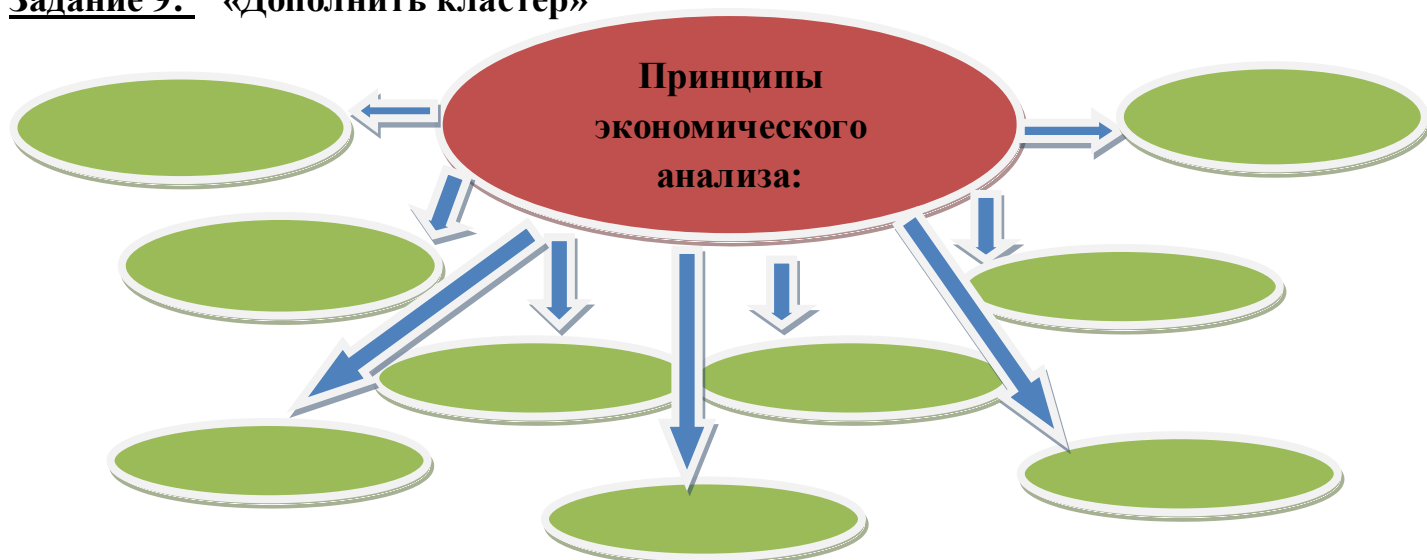 Задание 9: «Дополнить кластер»
Принципы
экономического
анализа: